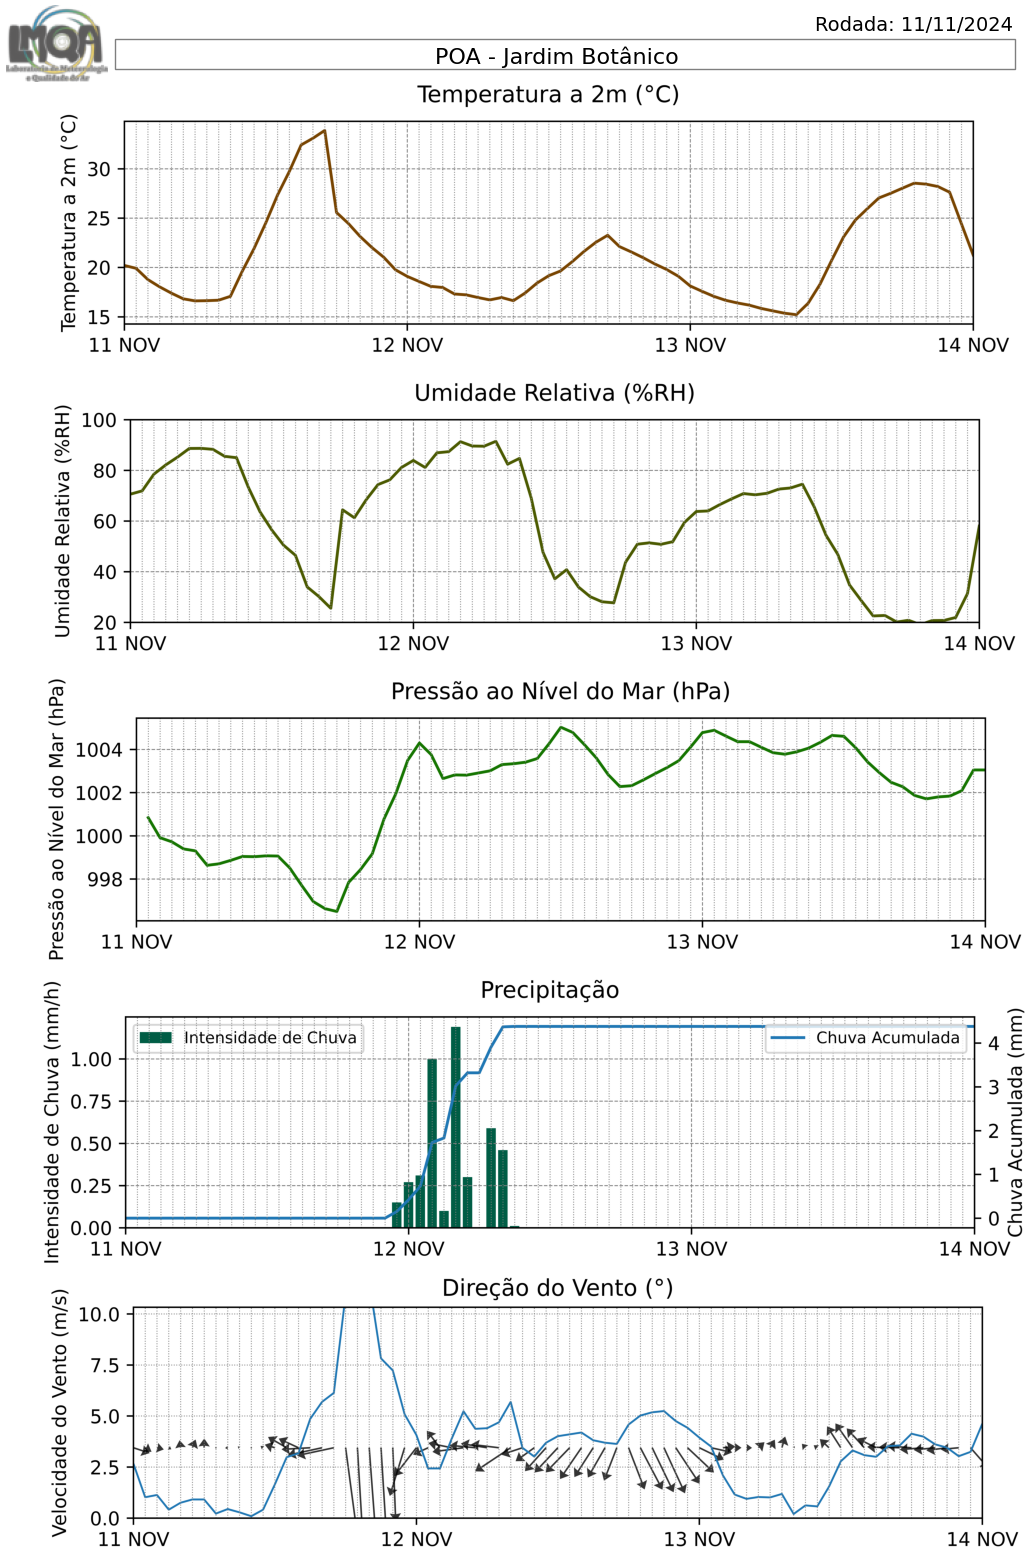 Rodada: 11/11/2024
LMQA
Laboratório de Meteorologia
e Qualidade do Ar
POA - Jardim Botânico
Temperatura a 2m (°C)
Temperatura a 2m (°C)
30
25
20
15
11 NOV 12 NOV 13 NOV 14 NOV
Umidade Relativa (%RH)
Umidade Relativa (%RH)
100
80
60
40
20
11 NOV 12 NOV 13 NOV 14 NOV
Pressão ao Nível do Mar (hPa)
Pressão ao Nível do Mar (hPa)
1004
1002
1000
998
11 NOV 12 NOV 13 NOV 14 NOV
Precipitação
Intensidade de Chuva (mm/h)
Intensidade de Chuva
Chuva Acumulada
1.00
0.75
0.50
0.25
0.00
4
3
2
1
0
Chuva Acumulada (mm)
11 NOV 12 NOV 13 NOV 14 NOV
Direção do Vento (°)
Velocidade do Vento (m/s)
10.0
7.5
5.0
2.5
0.0
11 NOV 12 NOV 13 NOV 14 NOV